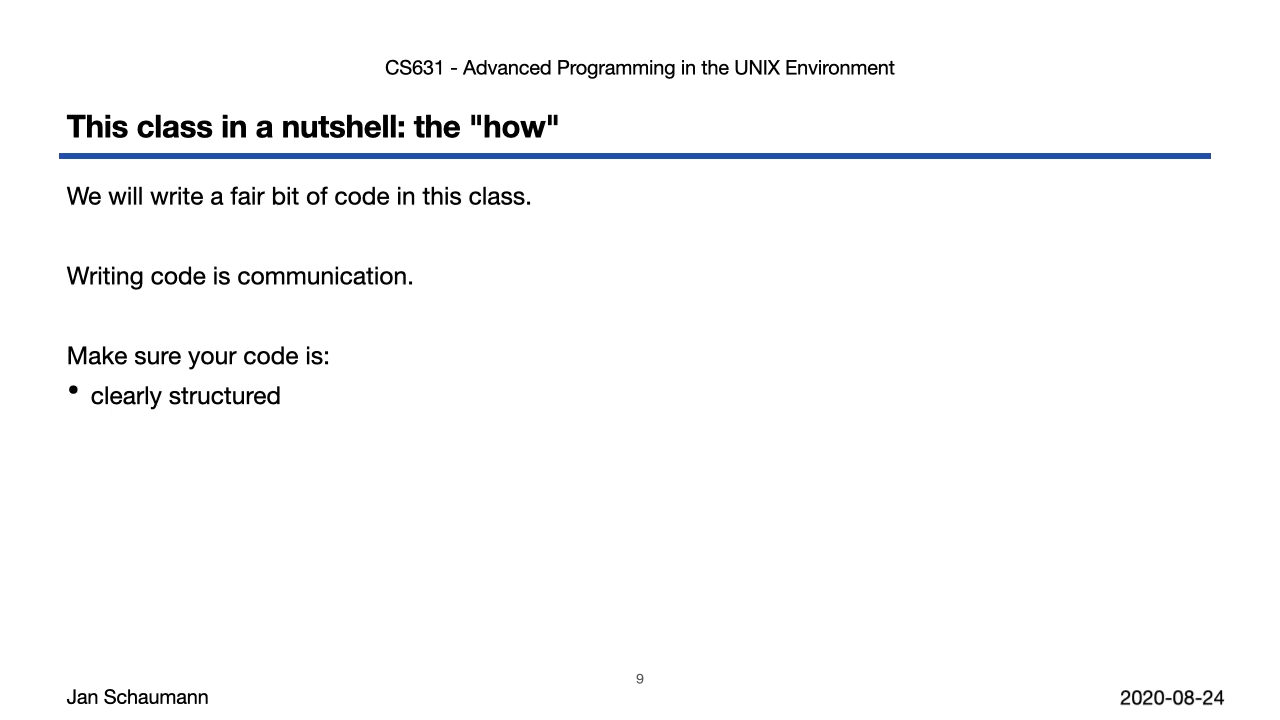 CS631 - Advanced Programming in the UNIX Environment
This class in a nutshell: the "how"
We will write a fair bit of code in this class.
Writing code is communication.
Make sure your code is:
• clearly structured
9
Jan Schaumann
2020-08-24